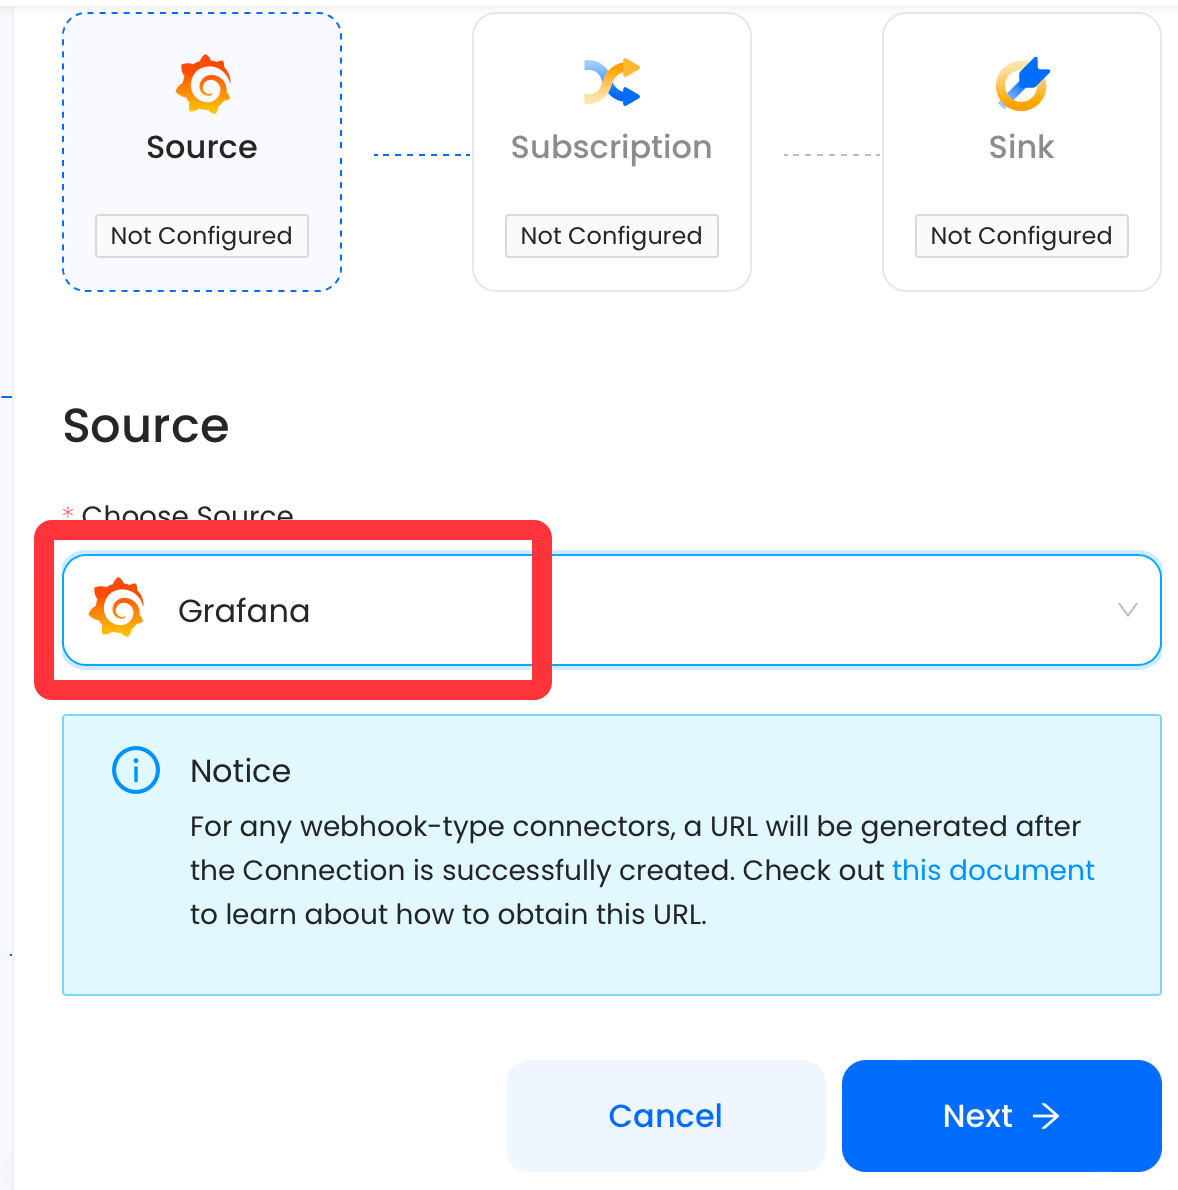 Source
Subscription
Sink
Not Configured
Not Configured
Not Configured
Source
* Choose Source
Grafana
Notice
For any webhook-type connectors, a URL will be generated after
the Connection is successfully created. Check out this document
to learn about how to obtain this URL.
Cancel
Next →